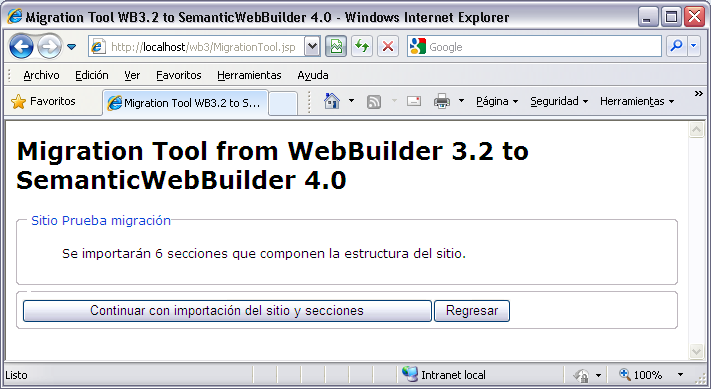 Migration Tool WB3.2 to SemanticWebBuilder 4.0 - Windows Internet Explorer
http://localhost/wb3/MigrationTool.jsp
Google
Archivo Edición Ver Favoritos Herramientas Ayuda
Favoritos Migration Tool WB3.2 to S... Página Seguridad Herramientas »
Migration Tool from WebBuilder 3.2 to
SemanticWebBuilder 4.0
Sitio Prueba migración
Se importarán 6 secciones que componen la estructura del sitio.
Continuar con importación del sitio y secciones Regresar
Listo Intranet local 100%